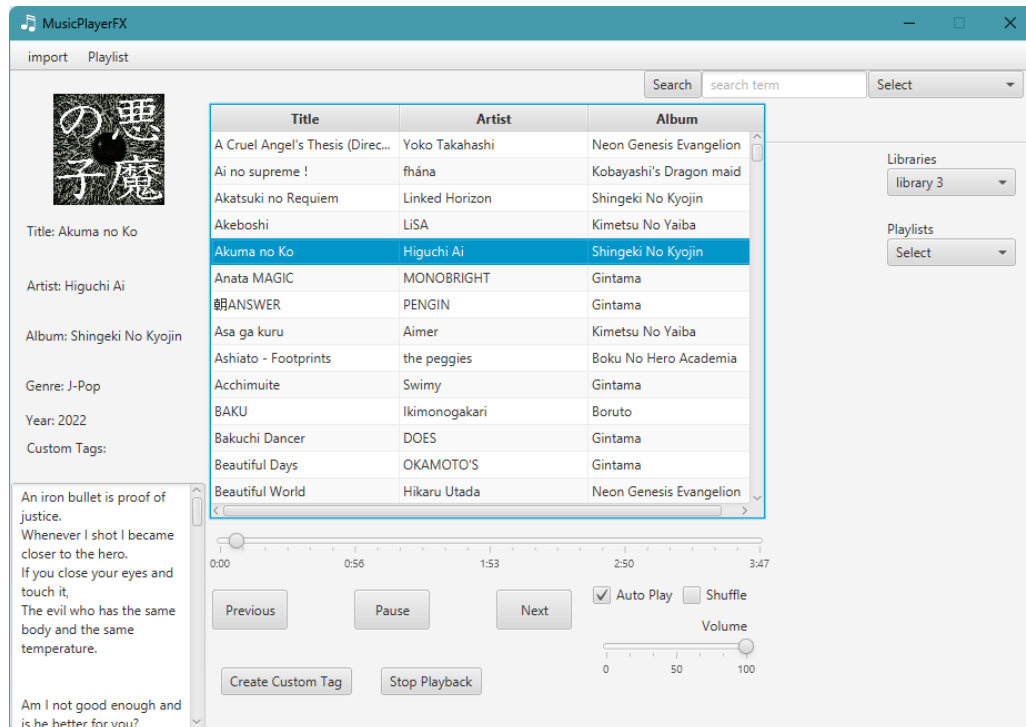 MusicPlayerFX
import Playlist
Search search term Select
の悪
子魔
Title: Akuma no Ko
Artist: Higuchi Ai
Album: Shingeki No Kyojin
Genre: J-Pop
Year: 2022
Custom Tags:
An iron bullet is proof of
justice.
Whenever I shot I became
closer to the hero.
If you close your eyes and
touch it,
The evil who has the same
body and the same
temperature.
Am I not good enough and
is he better for you?
Title Artist Album
A Cruel Angel's Thesis (Direc... Yoko Takahashi Neon Genesis Evangelion
Ai no supreme ! fhána Kobayashi's Dragon maid
Akatsuki no Requiem Linked Horizon Shingeki No Kyojin
Akeboshi LiSA Kimetsu No Yaiba
Akuma no Ko Higuchi Ai Shingeki No Kyojin
Anata MAGIC MONOBRIGHT Gintama
朝ANSWER PENGIN Gintama
Asa ga kuru Aimer Kimetsu No Yaiba
Ashiato - Footprints the peggies Boku No Hero Academia
Acchimuite Swimy Gintama
BAKU Ikimonogakari Boruto
Bakuchi Dancer DOES Gintama
Beautiful Days OKAMOTO'S Gintama
Beautiful World Hikaru Utada Neon Genesis Evangelion
0:00 0:56 1:53 2:50 3:47
Previous Pause Next
Auto Play Shuffle
Volume
0 50 100
Create Custom Tag Stop Playback
Libraries
library 3
Playlists
Select